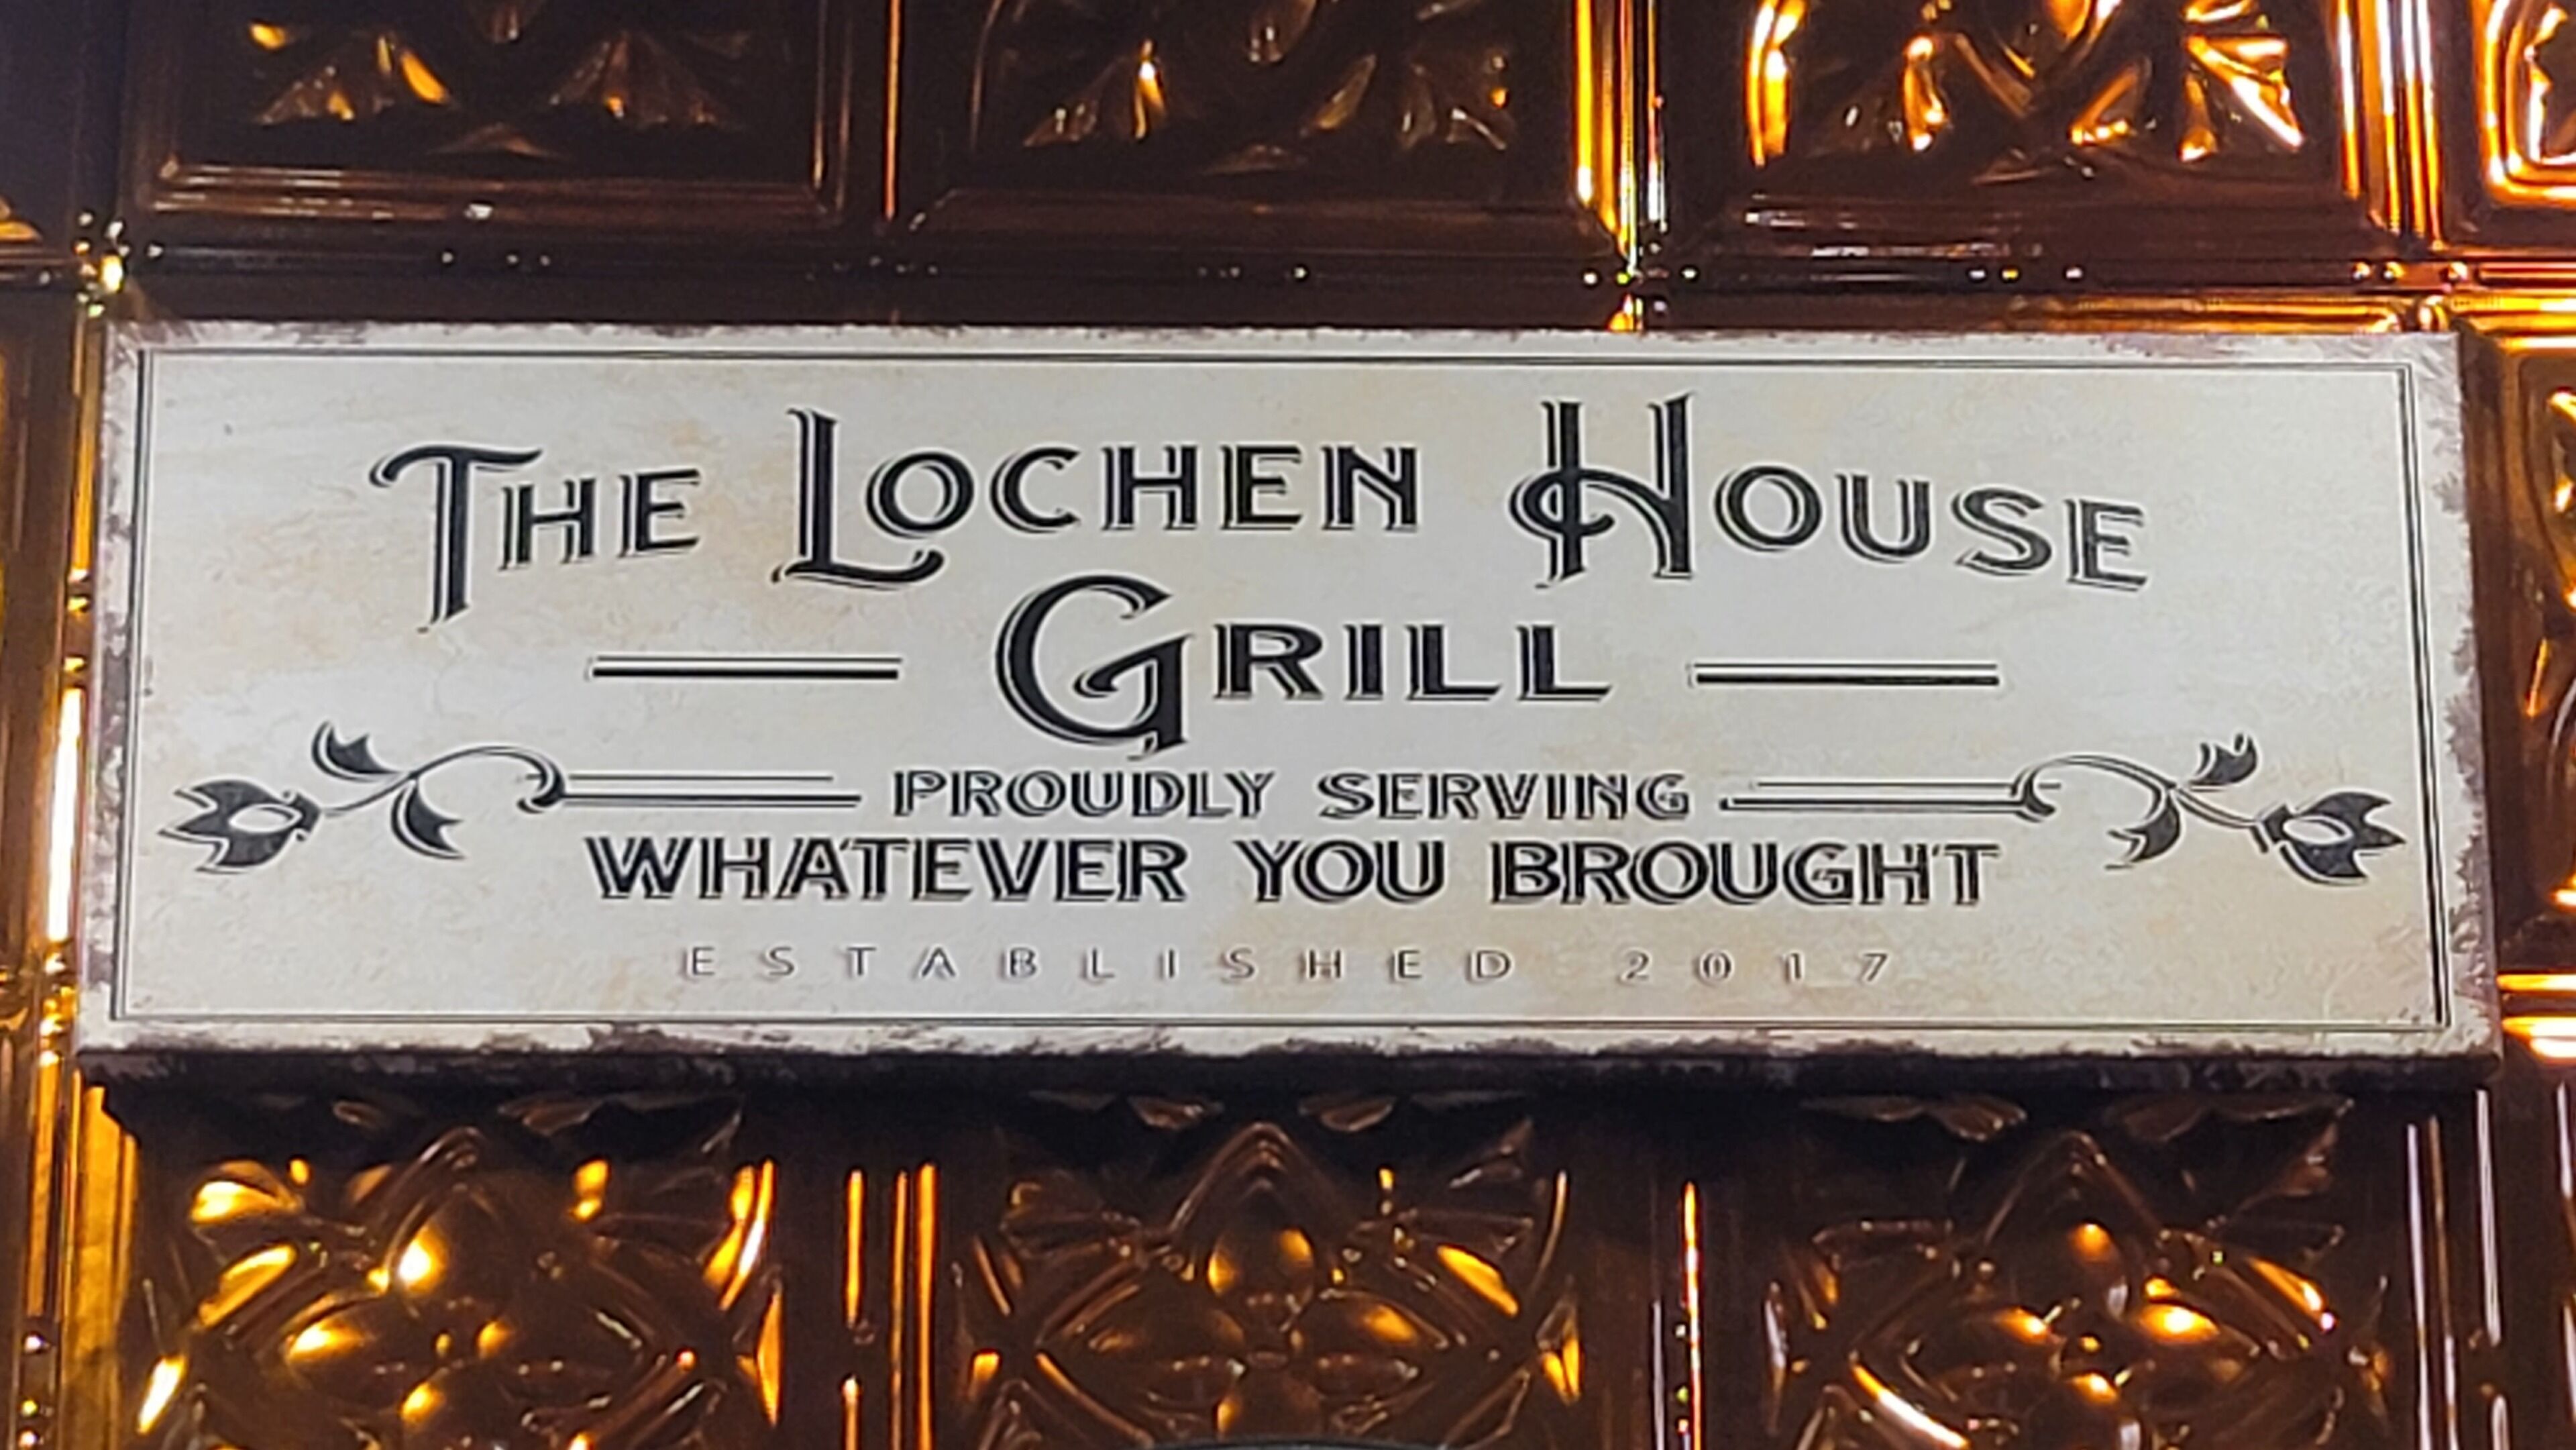 THE LOCHEN HOUSE
GRILL
PROUDLY SERVING
WHATEVER YOU BROUGHT
ESTABLISHED 2017